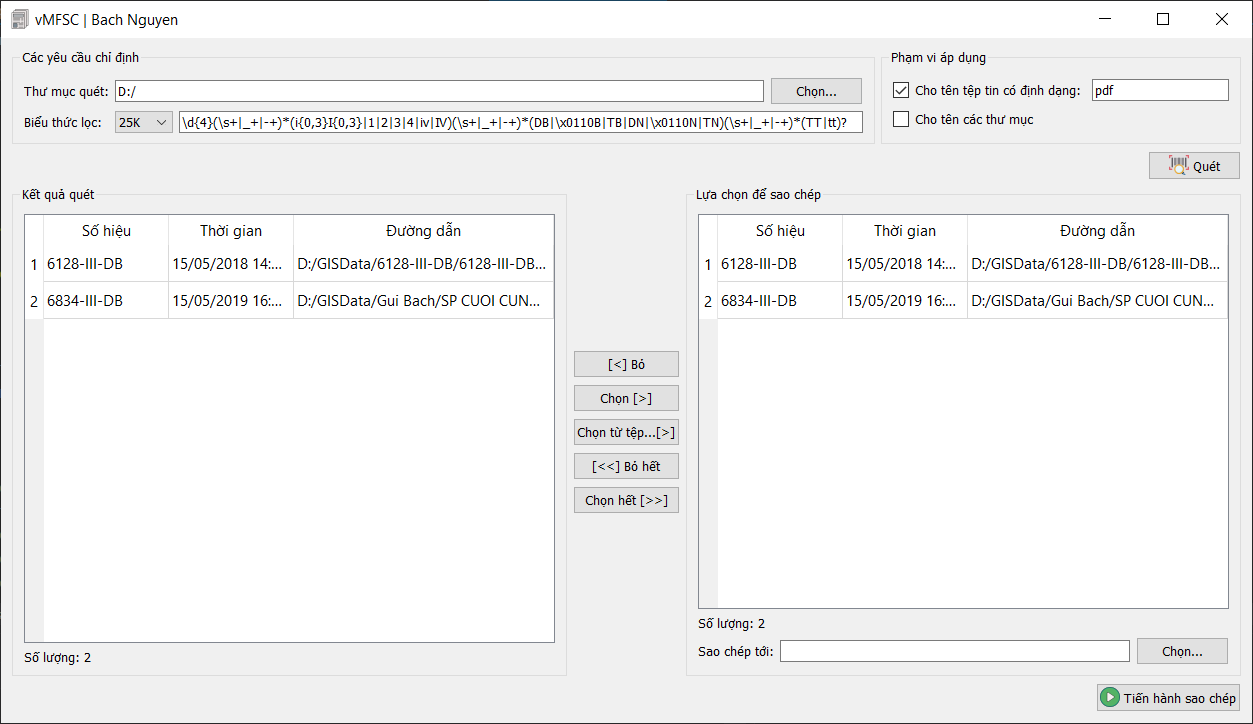 vMFSC | Bach Nguyen
Các yêu cầu chỉ định
Thư mục quét: D:/ Chọn...
Biểu thức lọc: 25K \d{4}(\s+|_+|-+)*(i{0,3}I{0,3}|1|2|3|4|iv|IV)(\s+|_+|-+)*(DB|\x0110B|TB|DN|\x0110N|TN)(\s+|_+|-+)*(TT|tt)?
Phạm vi áp dụng
Cho tên tệp tin có định dạng: pdf
Cho tên các thư mục
Quét
Kết quả quét
Số hiệu Thời gian Đường dẫn
1 6128-III-DB 15/05/2018 14:... D:/GISData/6128-III-DB/6128-III-DB...
2 6834-III-DB 15/05/2019 16:... D:/GISData/Gui Bach/SP CUOI CUN...
Số lượng: 2
[<] Bỏ
Chọn [>]
Chọn từ tệp...[>]
[<<] Bỏ hết
Chọn hết [>>]
Lựa chọn để sao chép
Số hiệu Thời gian Đường dẫn
1 6128-III-DB 15/05/2018 14:... D:/GISData/6128-III-DB/6128-III-DB...
2 6834-III-DB 15/05/2019 16:... D:/GISData/Gui Bach/SP CUOI CUN...
Số lượng: 2
Sao chép tới: Chọn...
Tiến hành sao chép